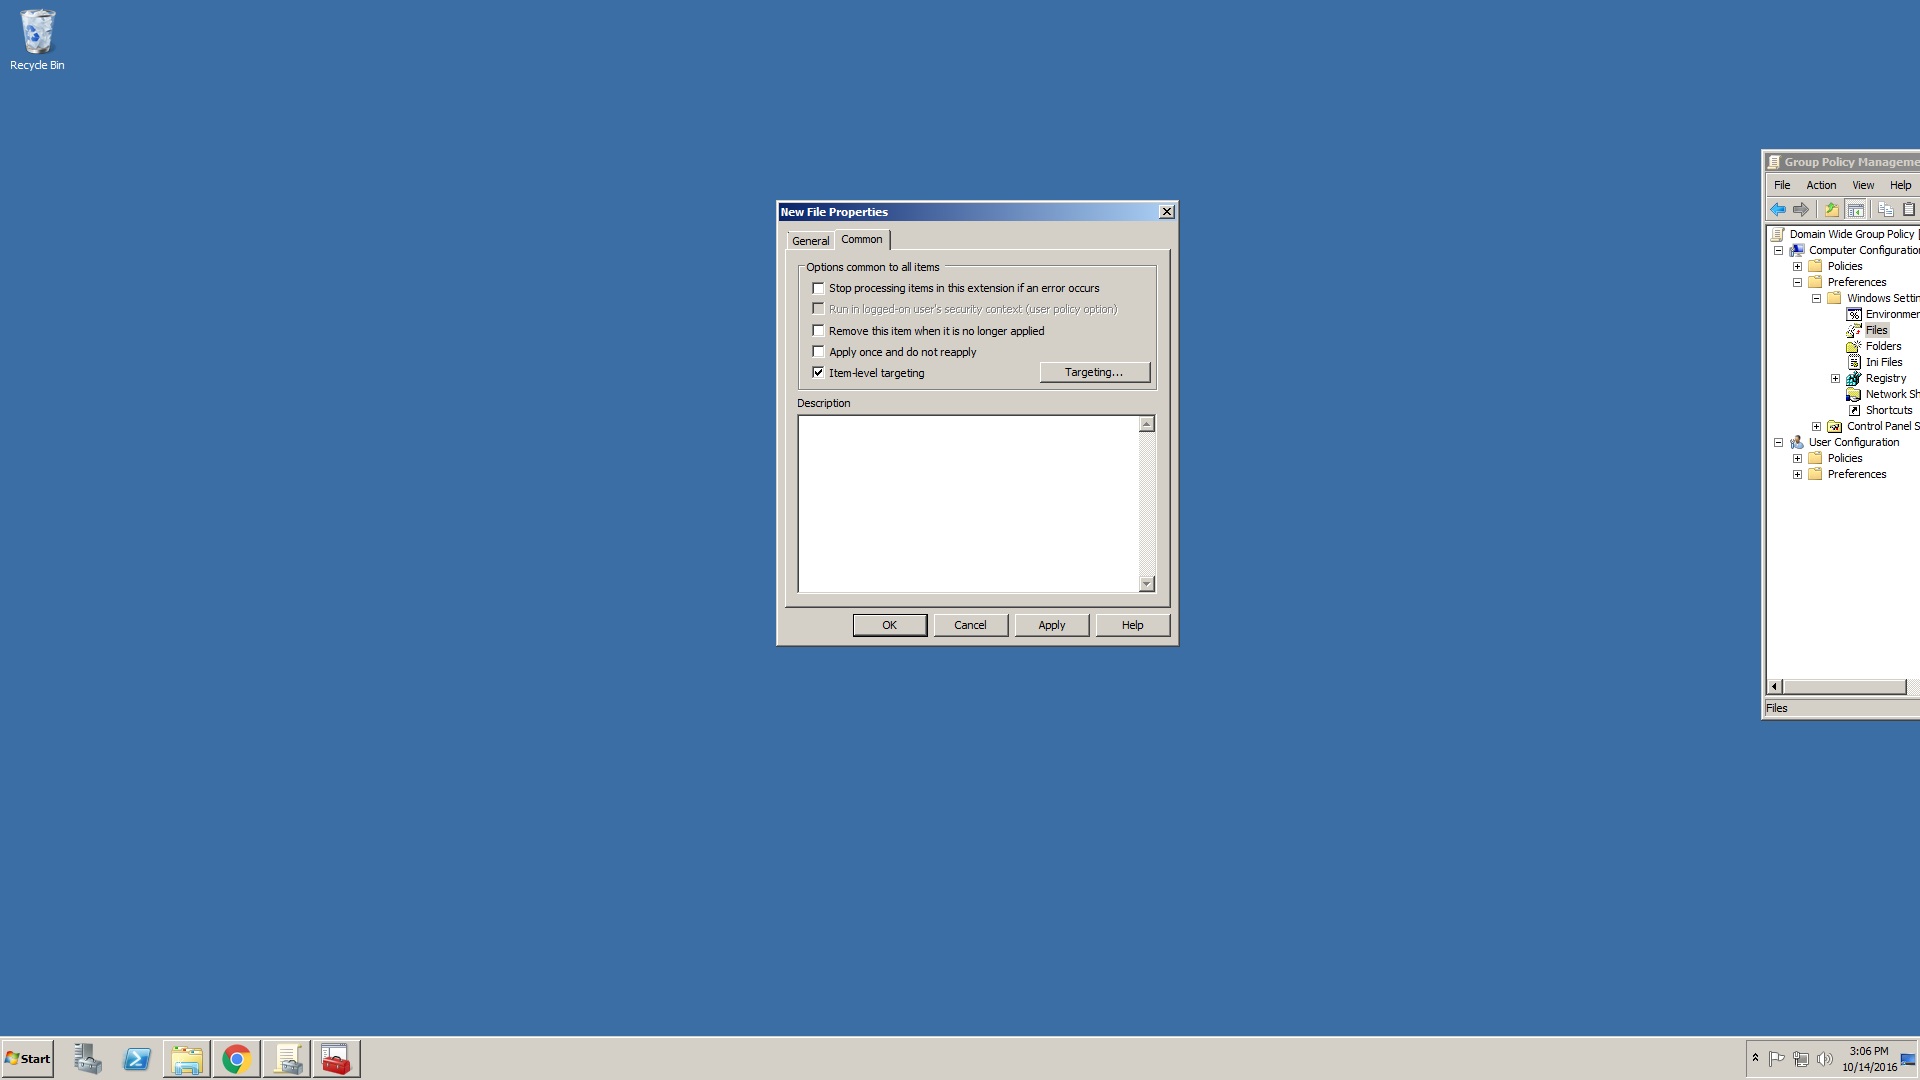 Recycle Bin
New File Properties
General
Common
Options common to all items
Stop processing items in this extension if an error occurs
Run in logged-on user's security context (user policy option)
Remove this item when it is no longer applied
Apply once and do not reapply
Item-level targeting
Targeting...
Description
OK
Cancel
Apply
Help
Group Policy Manageme
File
Action
View
Help
Domain Wide Group Policy [
Computer Configuration
Policies
Preferences
Windows Settin
Environmen
Files
Folders
Ini Files
Registry
Network Sh
Shortcuts
Control Panel S
User Configuration
Policies
Preferences
Files
Start
3:06 PM
10/14/2016